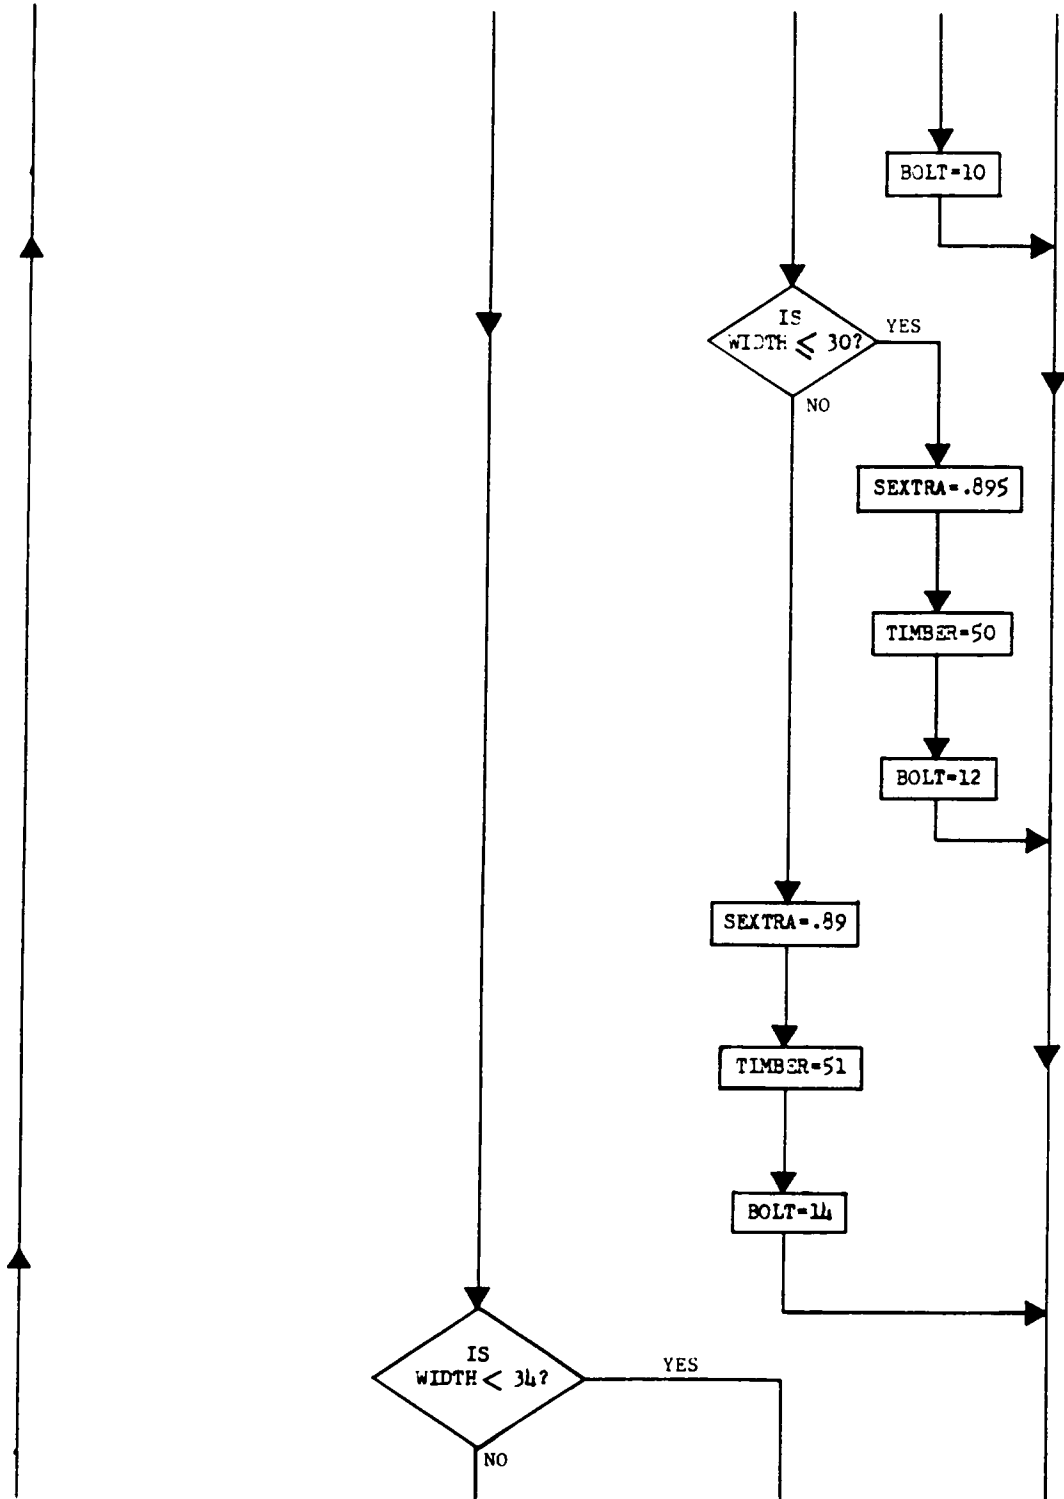 BOLT=10
IS
WIDTH ≤ 30?
YES
NO
SEXTRA=.895
TIMBER=50
BOLT=12
SEXTRA=.89
TIMBER=51
BOLT=14
IS
WIDTH < 34?
YES
NO